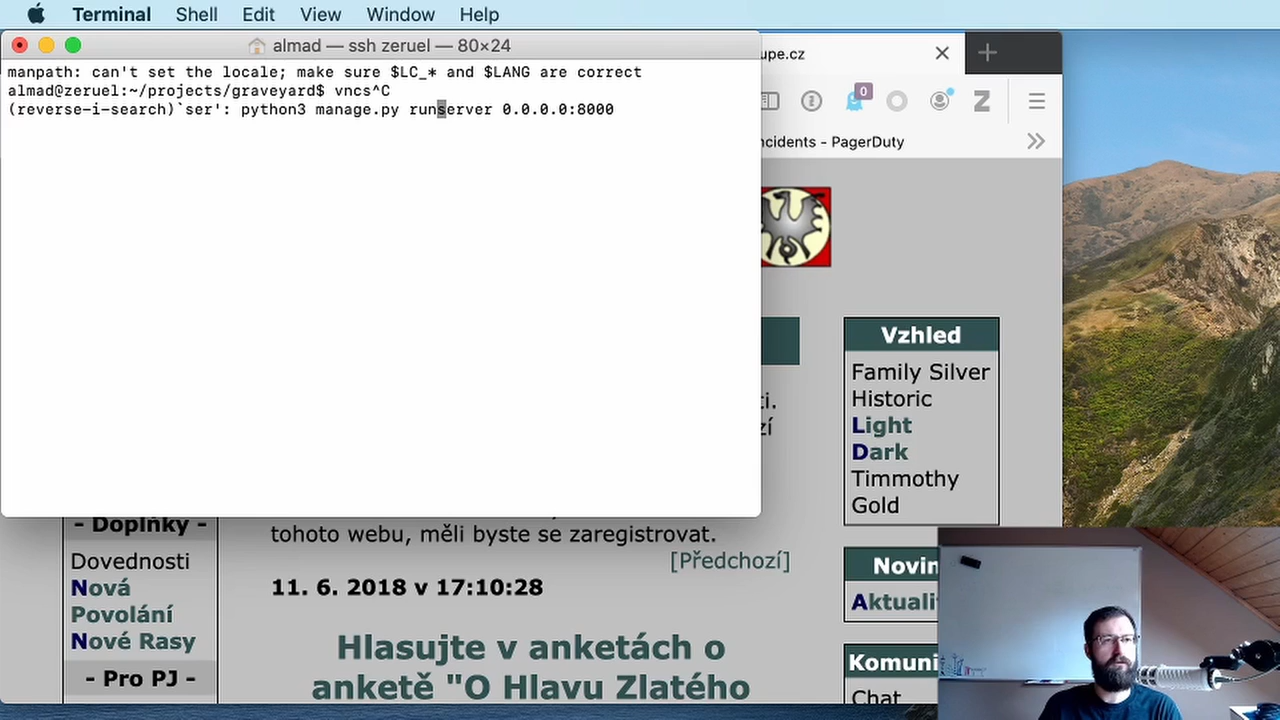 Terminal Shell Edit View Window Help
almad — ssh zeruel — 80×24
manpath: can't set the locale; make sure $LC_* and $LANG are correct
almad@zeruel:~/projects/graveyard$ vncs^C
(reverse-i-search)`ser': python3 manage.py runserver 0.0.0.0:8000
upe.cz
0
Z
ncidents - PagerDuty
Vzhled
Family Silver
Historic
Light
Dark
Timmothy
Gold
ti.
zí
- Doplňky -
Dovednosti
Nová
Povolání
Nové Rasy
- Pro PJ -
tohoto webu, měli byste se zaregistrovat.
[Předchozí]
11. 6. 2018 v 17:10:28
Hlasujte v anketách o
anketě "O Hlavu Zlatého
Novin
Aktuali
Komuni
Chat